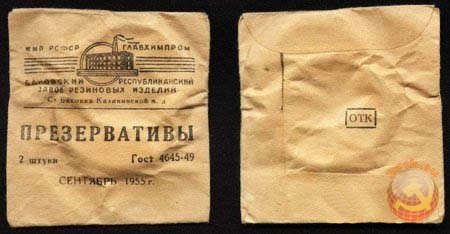 МХП РСФСР ГЛАВХИМПРОМ
БАКОВСКИЙ РЕСПУБЛИКАНСКИЙ
ЗАВОД РЕЗИНОВЫХ ИЗДЕЛИЙ
Ст Баковка Калининской ж. д
ПРЕЗЕРВАТИВЫ
2 штуки Гост 4645-49
СЕНТЯБРЬ 1955 г.
ОТК